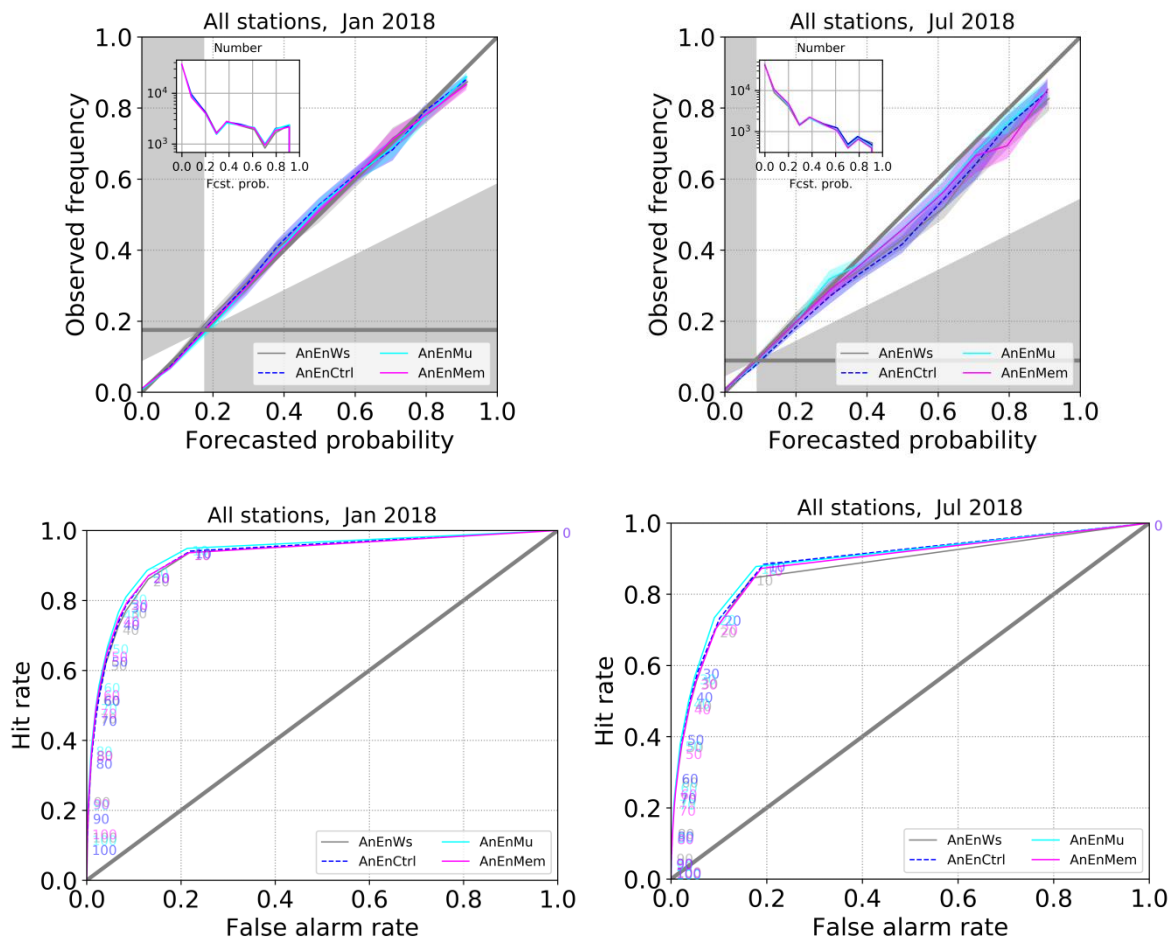 All stations,  Jan 2018
Number
10⁴
10³
0.0 0.2 0.4 0.6 0.8 1.0
Fcst. prob.
1.0
0.8
0.6
0.4
0.2
0.0
Observed frequency
AnEnWs AnEnMu
AnEnCtrl AnEnMem
0.0 0.2 0.4 0.6 0.8 1.0
Forecasted probability
All stations,  Jul 2018
Number
10⁴
10³
0.0 0.2 0.4 0.6 0.8 1.0
Fcst. prob.
1.0
0.8
0.6
0.4
0.2
0.0
Observed frequency
AnEnWs AnEnMu
AnEnCtrl AnEnMem
0.0 0.2 0.4 0.6 0.8 1.0
Forecasted probability
All stations,  Jan 2018
1.0
0.8
0.6
0.4
0.2
0.0
Hit rate
0
10
20
30
40
50
60
70
80
90
100
AnEnWs AnEnMu
AnEnCtrl AnEnMem
0.0 0.2 0.4 0.6 0.8 1.0
False alarm rate
All stations,  Jul 2018
1.0
0.8
0.6
0.4
0.2
0.0
Hit rate
0
10
20
30
40
50
60
70
80
90
100
AnEnWs AnEnMu
AnEnCtrl AnEnMem
0.0 0.2 0.4 0.6 0.8 1.0
False alarm rate